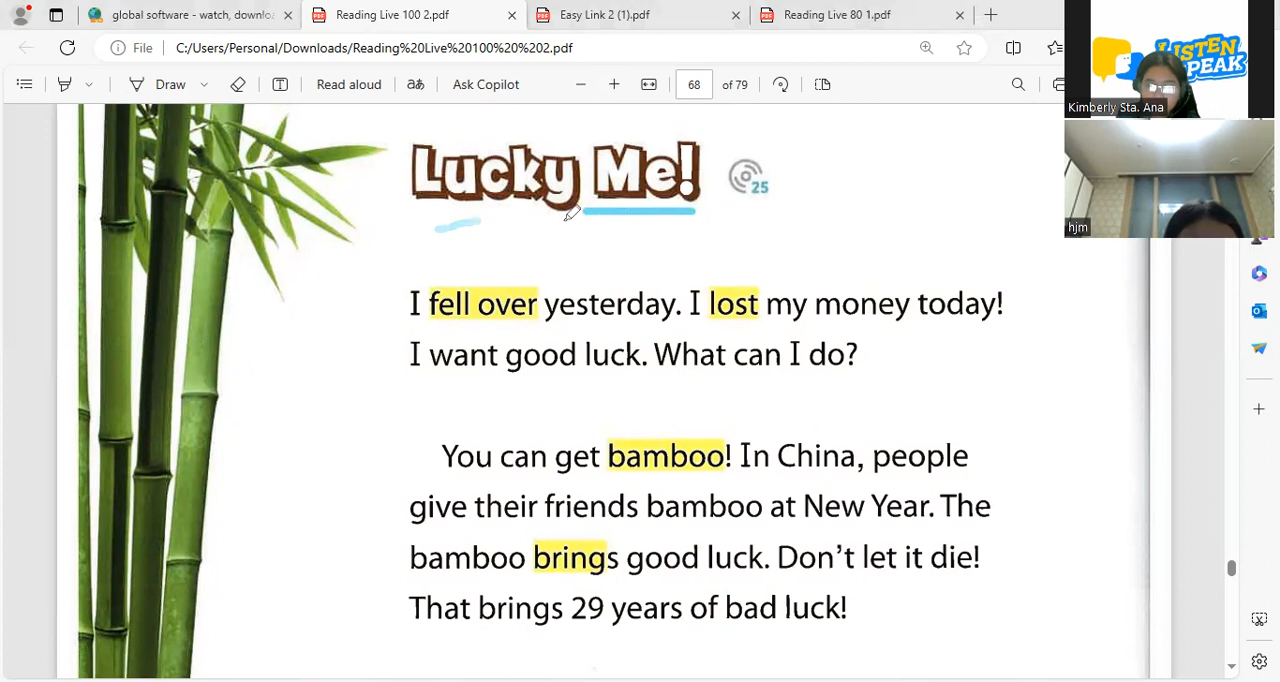 global software - watch, downlo
Reading Live 100 2.pdf
Easy Link 2 (1).pdf
Reading Live 80 1.pdf
File
C:/Users/Personal/Downloads/Reading%20Live%20100%20%202.pdf
Draw
Read aloud
aあ
Ask Copilot
68 of 79
LISTEN
SPEAK
Kimberly Sta. Ana
hjm
Lucky Me!
25
I fell over yesterday. I lost my money today!
I want good luck. What can I do?
You can get bamboo! In China, people
give their friends bamboo at New Year. The
bamboo brings good luck. Don't let it die!
That brings 29 years of bad luck!